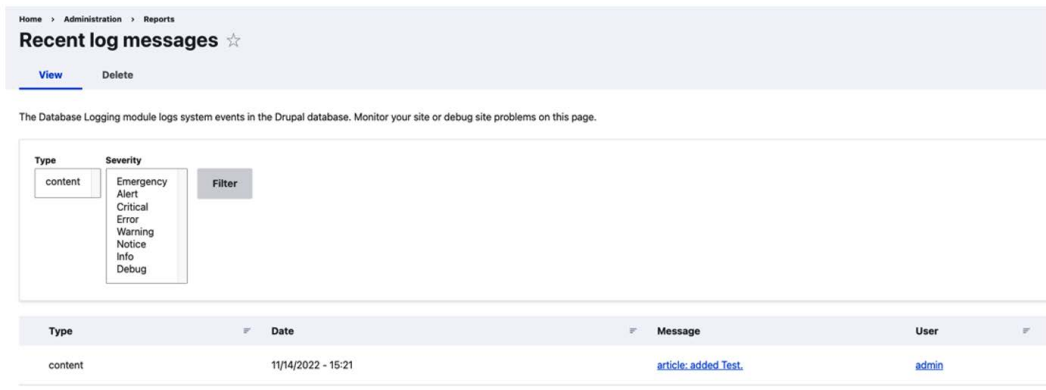 Home > Administration > Reports
Recent log messages ☆
View Delete
The Database Logging module logs system events in the Drupal database. Monitor your site or debug site problems on this page.
Type Severity
content Emergency Filter
Alert
Critical
Error
Warning
Notice
Info
Debug
Type Date Message User
content 11/14/2022 - 15:21 article: added Test. admin